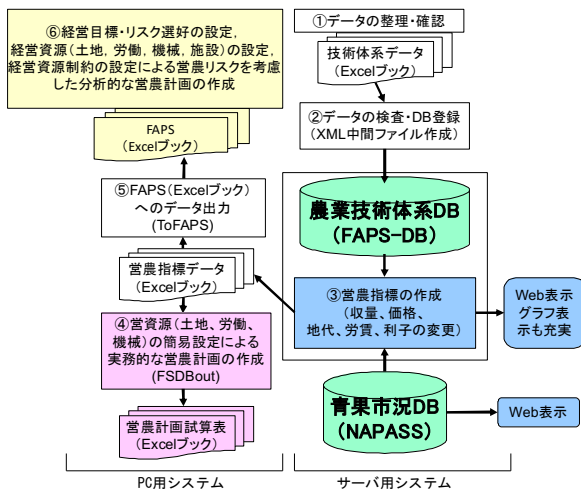 ⑥経営目標・リスク選好の設定,
経営資源(土地,労働,機械,施設)の設定,
経営資源制約の設定による営農リスクを考慮
した分析的な営農計画の作成
FAPS
(Excelブック)
⑤FAPS(Excelブック)
へのデータ出力
(ToFAPS)
営農指標データ
(Excelブック)
④営資源(土地、労働、
機械)の簡易設定による
実務的な営農計画の作成
(FSDBout)
営農計画試算表
(Excelブック)
PC用システム
①データの整理・確認
技術体系データ
(Excelブック)
②データの検査・DB登録
(XML中間ファイル作成)
農業技術体系DB
(FAPS-DB)
③営農指標の作成
(収量、価格、
地代、労賃、利子の変更)
Web表示
グラフ表
示も充実
青果市況DB
(NAPASS)
Web表示
サーバ用システム